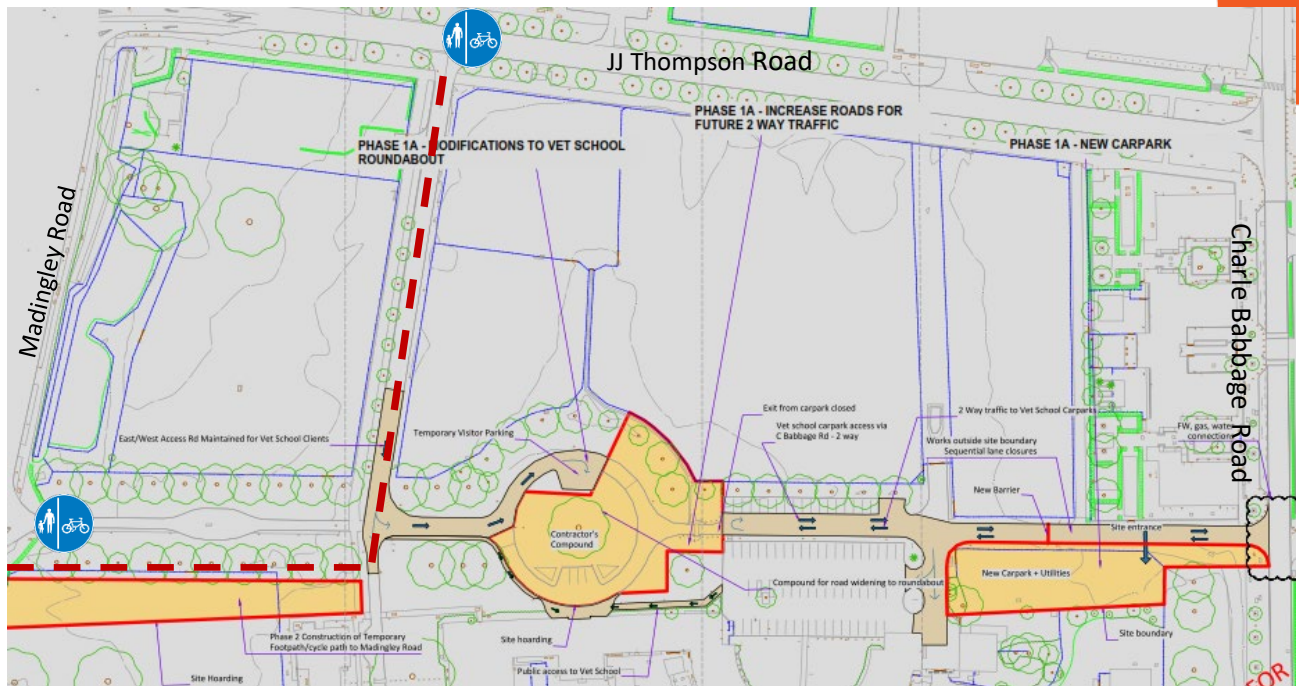 JJ Thompson Road
PHASE 1A - INCREASE ROADS FOR
FUTURE 2 WAY TRAFFIC
PHASE 1A - MODIFICATIONS TO VET SCHOOL
ROUNDABOUT
PHASE 1A - NEW CARPARK
Madingley Road
Charle Babbage Road
Exit from carpark closed
2 Way traffic to Vet School Carparks
Vet school carpark access via
C Babbage Rd - 2 way
FW, gas, water
connections
East/West Access Rd Maintained for Vet School Clients
Temporary Visitor Parking
Works outside site boundary
Sequential lane closures
New Barrier
Site entrance
Contractor's
Compound
New Carpark + Utilities
Compound for road widening to roundabout
Phase 2 Construction of Temporary
Footpath/cycle path to Madingley Road
Site hoarding
Site boundary
Public access to Vet School
Site Hoarding